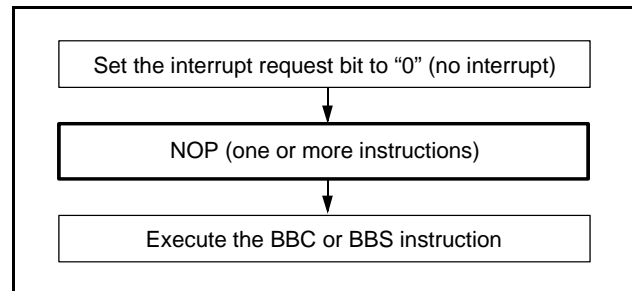 Set the interrupt request bit to “0” (no interrupt)
NOP (one or more instructions)
Execute the BBC or BBS instruction